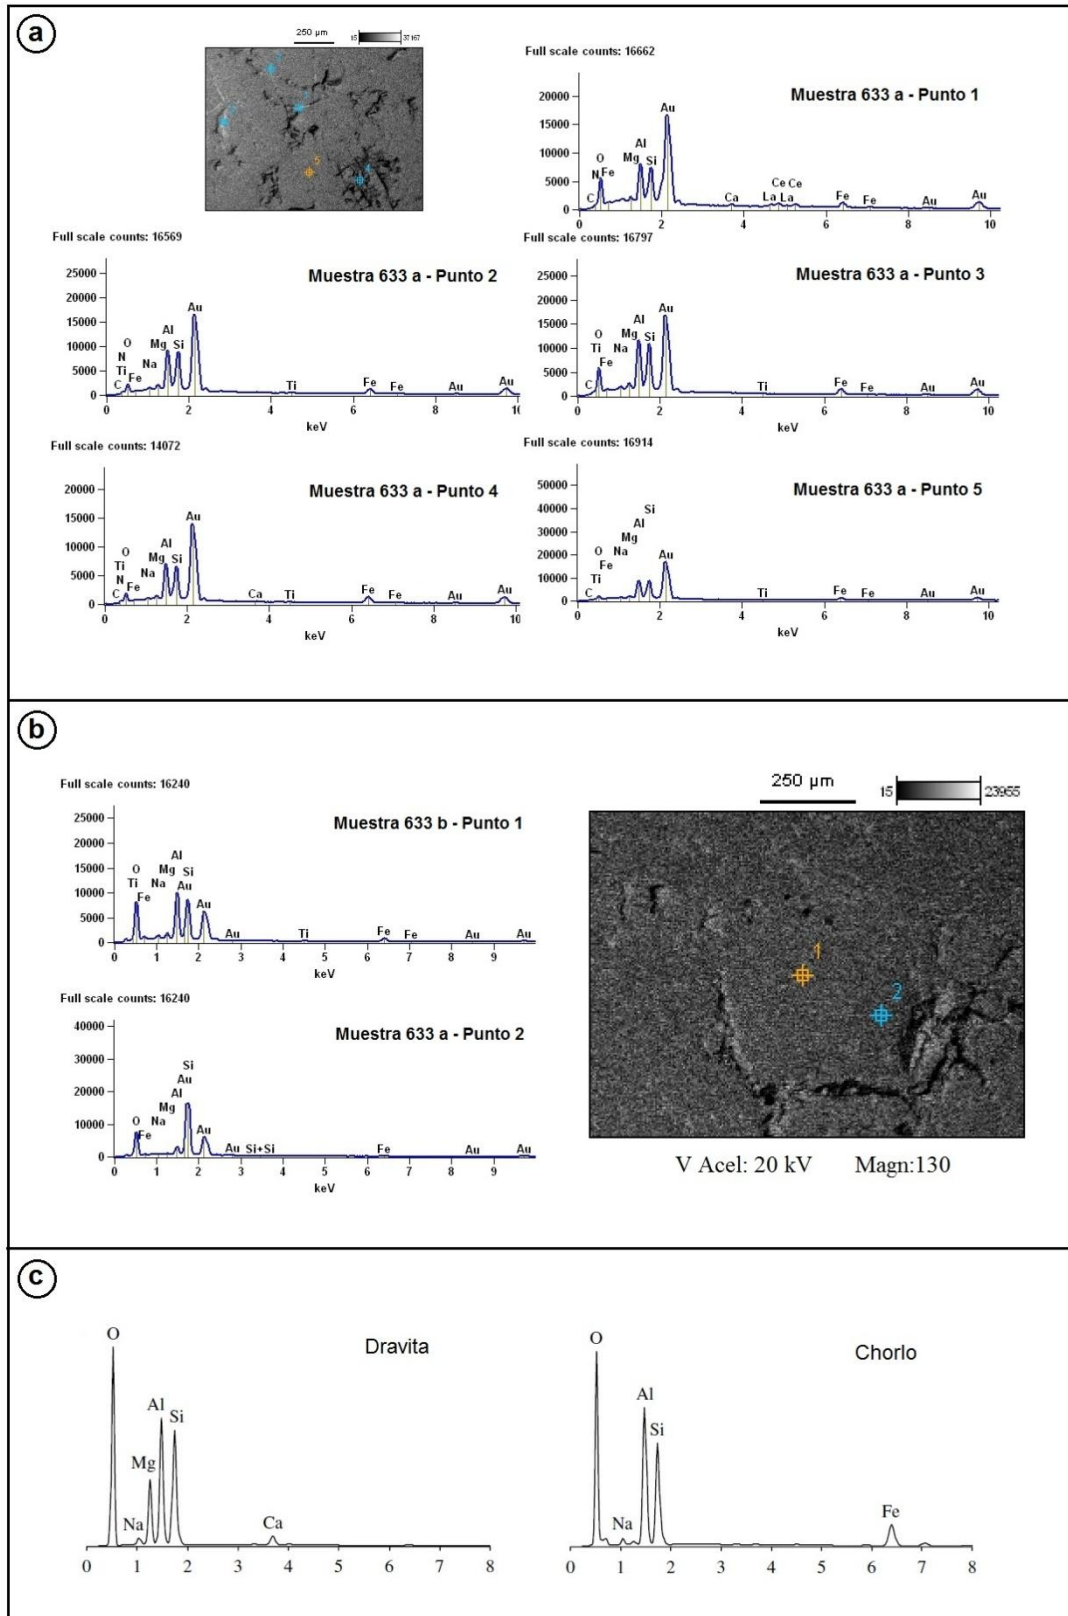 a
250 µm
15 37167
1
2
3
5
4
Full scale counts: 16662
Muestra 633 a - Punto 1
20000
15000
10000
5000
0
C N O Fe Mg Al Si Au Ca La Ce La Ce Fe Fe Au Au
0 2 4 6 8 10
Full scale counts: 16569
Muestra 633 a - Punto 2
25000
20000
15000
10000
5000
0
C Ti N O Fe Na Mg Al Si Au Ti Fe Fe Au Au
0 2 4 6 8 10
keV
Full scale counts: 16797
Muestra 633 a - Punto 3
25000
20000
15000
10000
5000
0
C Ti O Fe Na Mg Al Si Au Ti Fe Fe Au Au
0 2 4 6 8 10
keV
Full scale counts: 14072
Muestra 633 a - Punto 4
20000
15000
10000
5000
0
C N Ti O Fe Na Mg Al Si Au Ca Ti Fe Fe Au Au
0 2 4 6 8 10
keV
Full scale counts: 16914
Muestra 633 a - Punto 5
50000
40000
30000
20000
10000
0
C Ti O Fe Na Mg Al Si Au Ti Fe Fe Au Au
0 2 4 6 8 10
keV
b
Full scale counts: 16240
Muestra 633 b - Punto 1
25000
20000
15000
10000
5000
0
Ti O Fe Na Mg Al Au Si Au Au Ti Fe Fe Au Au
0 1 2 3 4 5 6 7 8 9
keV
Full scale counts: 16240
Muestra 633 a - Punto 2
40000
30000
20000
10000
0
O Fe Na Mg Al Au Si Au Au Si+Si Fe Au Au
0 1 2 3 4 5 6 7 8 9
keV
250 µm
15 23955
1
2
V Acel: 20 kV Magn:130
c
Dravita
O
Na Mg Al Si Ca
0 1 2 3 4 5 6 7 8
Chorlo
O
Na Al Si Fe
0 1 2 3 4 5 6 7 8